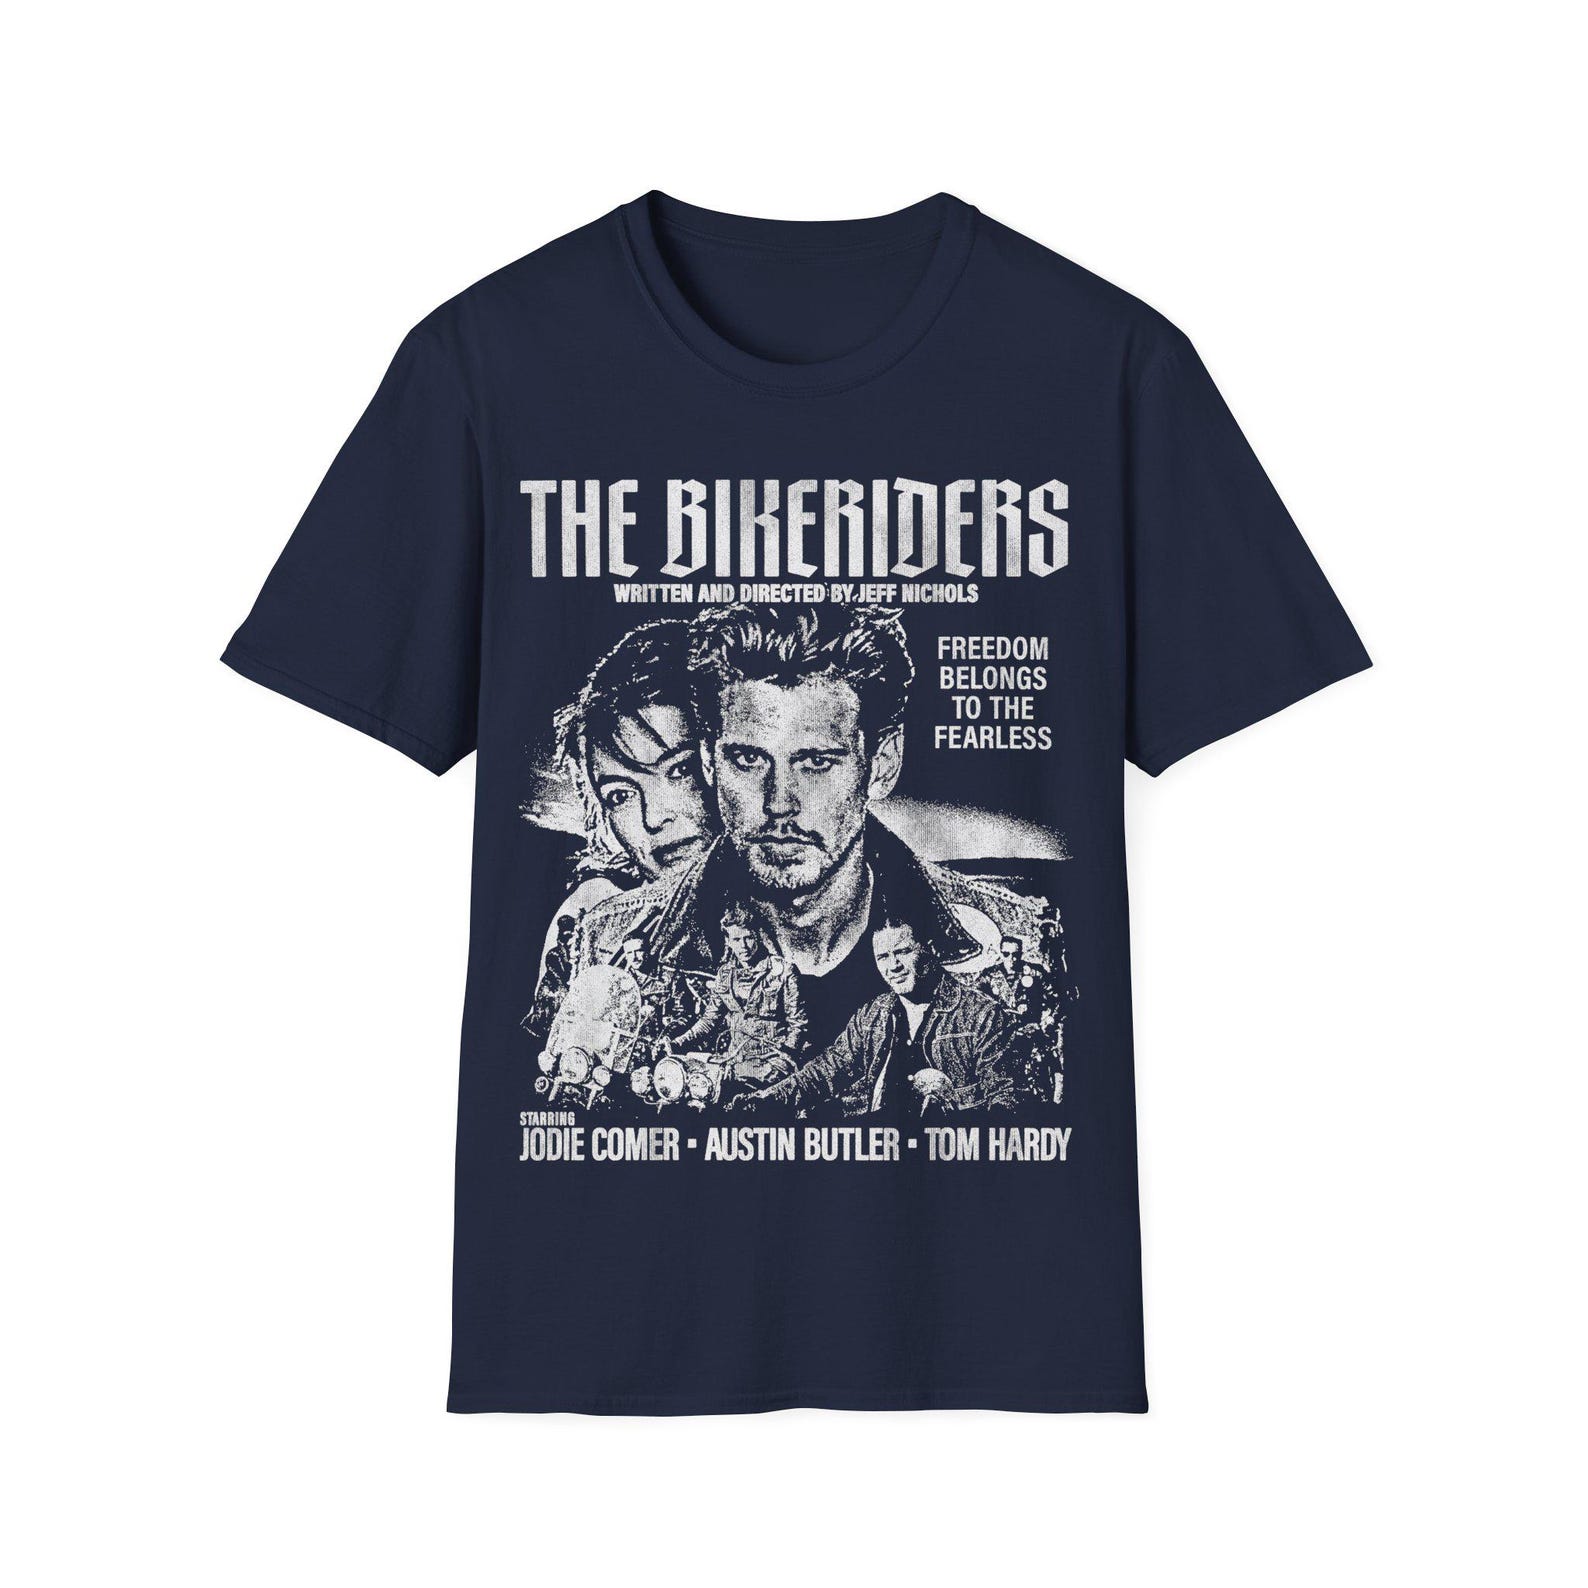 THE BIKERIDERS
WRITTEN AND DIRECTED BY JEFF NICHOLS
FREEDOM
BELONGS
TO THE
FEARLESS
STARRING
JODIE COMER · AUSTIN BUTLER · TOM HARDY